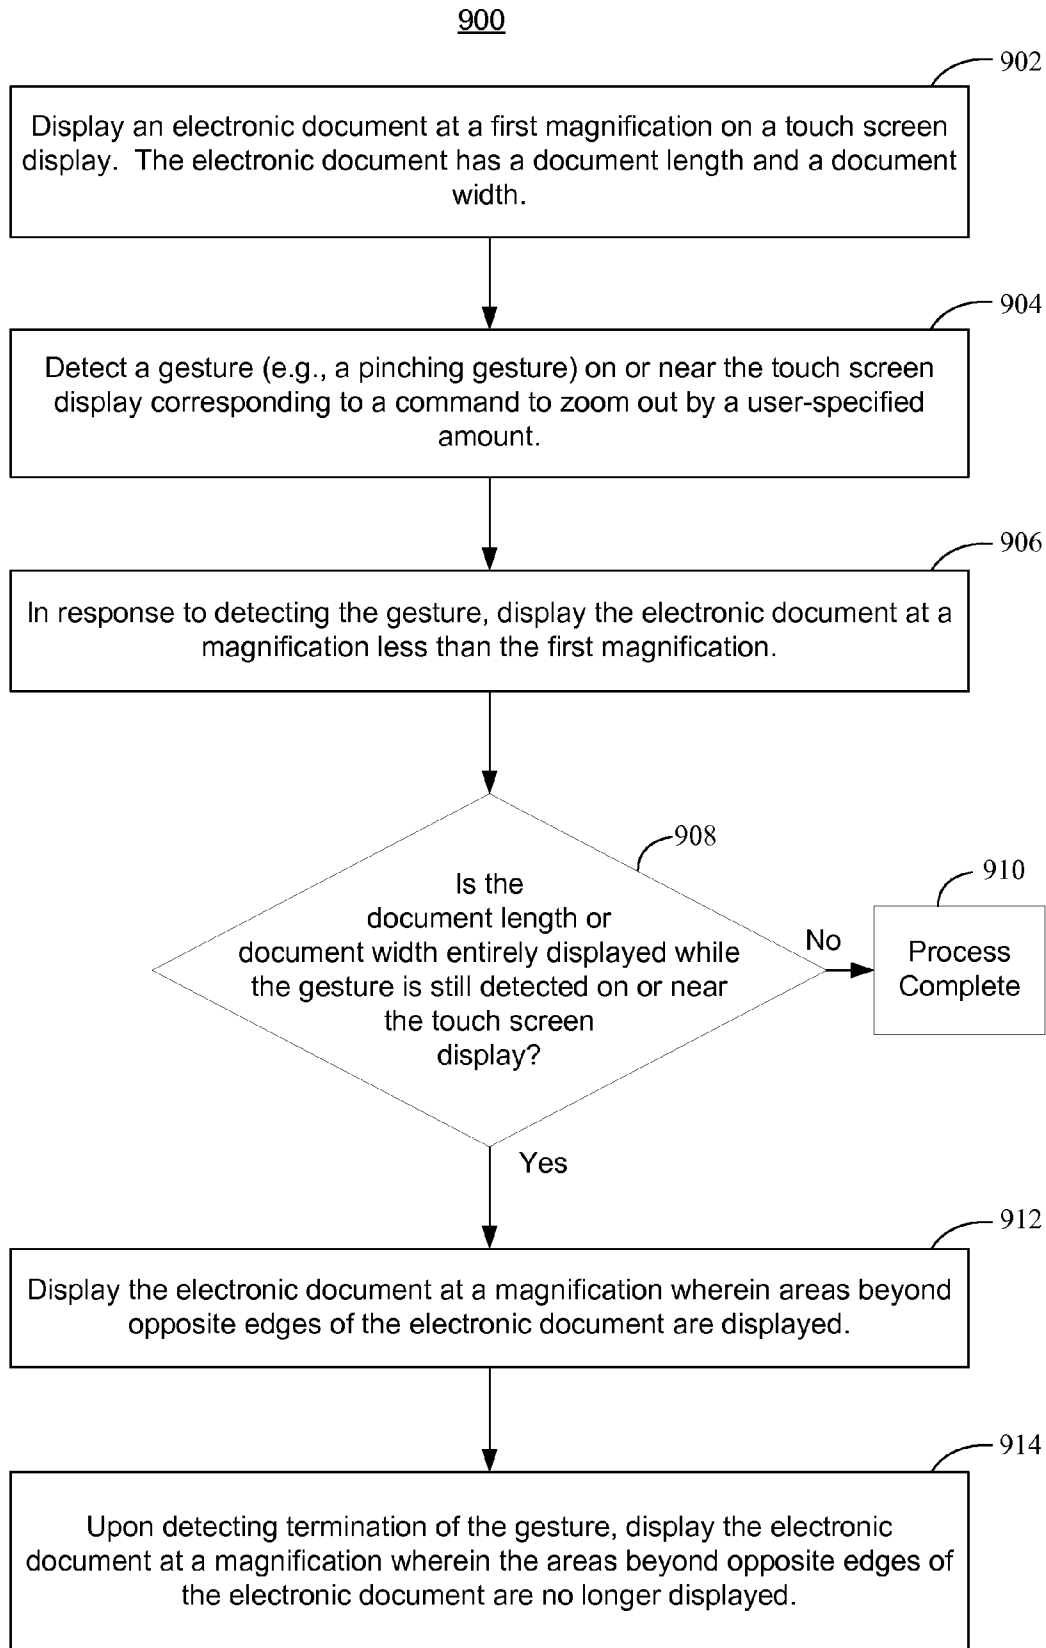 900
902
Display an electronic document at a first magnification on a touch screen
display. The electronic document has a document length and a document
width.
904
Detect a gesture (e.g., a pinching gesture) on or near the touch screen
display corresponding to a command to zoom out by a user-specified
amount.
906
In response to detecting the gesture, display the electronic document at a
magnification less than the first magnification.
908
Is the
document length or
document width entirely displayed while
the gesture is still detected on or near
the touch screen
display?
No
910
Process
Complete
Yes
912
Display the electronic document at a magnification wherein areas beyond
opposite edges of the electronic document are displayed.
914
Upon detecting termination of the gesture, display the electronic
document at a magnification wherein the areas beyond opposite edges of
the electronic document are no longer displayed.